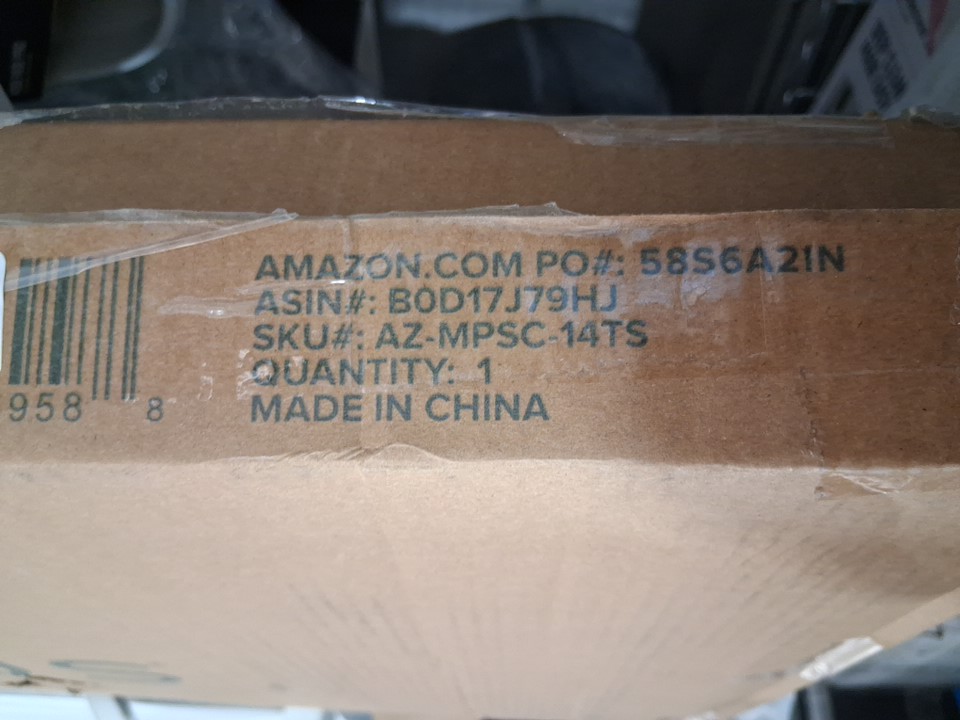 AMAZON.COM PO#: 58S6A2IN
ASIN#: B0D17J79HJ
SKU#: AZ-MPSC-14TS
QUANTITY: 1
MADE IN CHINA
958 8